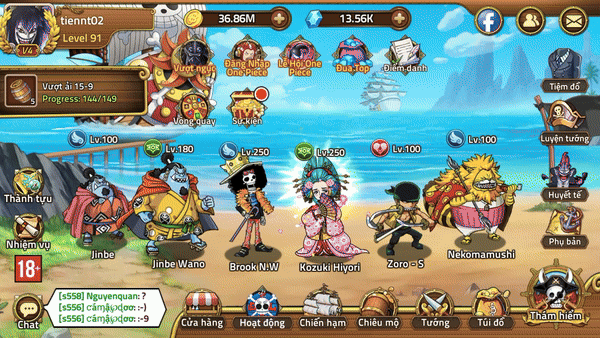 tiennt02
Level 91
V4
36.86M
13.56K
Vượt ải 15-9
Progress: 144/149
5
Vượt ngục
Đăng Nhập
One Piece
Lễ Hội One
Piece
Đua Top
Điểm danh
Vòng quay
Sự kiện
Tiệm đồ
Luyện tướng
Huyết tế
Phụ bản
Thám hiểm
Thành tựu
Nhiệm vụ
18+
Lv.100
Lv.180
Lv.250
Lv.250
Lv.100
Lv.100
Jinbe
Jinbe Wano
Brook N.W
Kozuki Hiyori
Zoro - S
Nekomamushi
[s558] Nguyenquan: ?
[s556]
:-)
[s556]
:-9
Chat
Cửa hàng
Hoạt động
Chiến hạm
Chiêu mộ
Tướng
Túi đồ